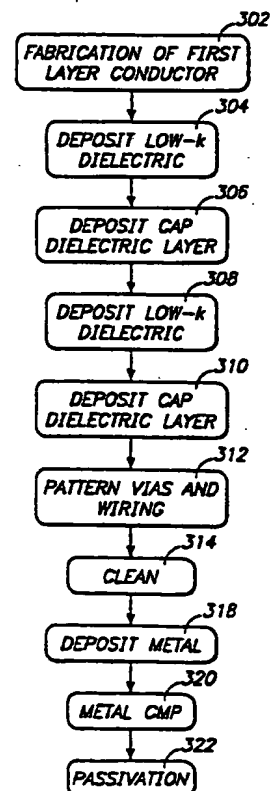 302
FABRICATION OF FIRST
LAYER CONDUCTOR
304
DEPOSIT LOW-k
DIELECTRIC
306
DEPOSIT CAP
DIELECTRIC LAYER
308
DEPOSIT LOW-k
DIELECTRIC
310
DEPOSIT CAP
DIELECTRIC LAYER
312
PATTERN VIAS AND
WIRING
314
CLEAN
318
DEPOSIT METAL
320
METAL CMP
322
PASSIVATION